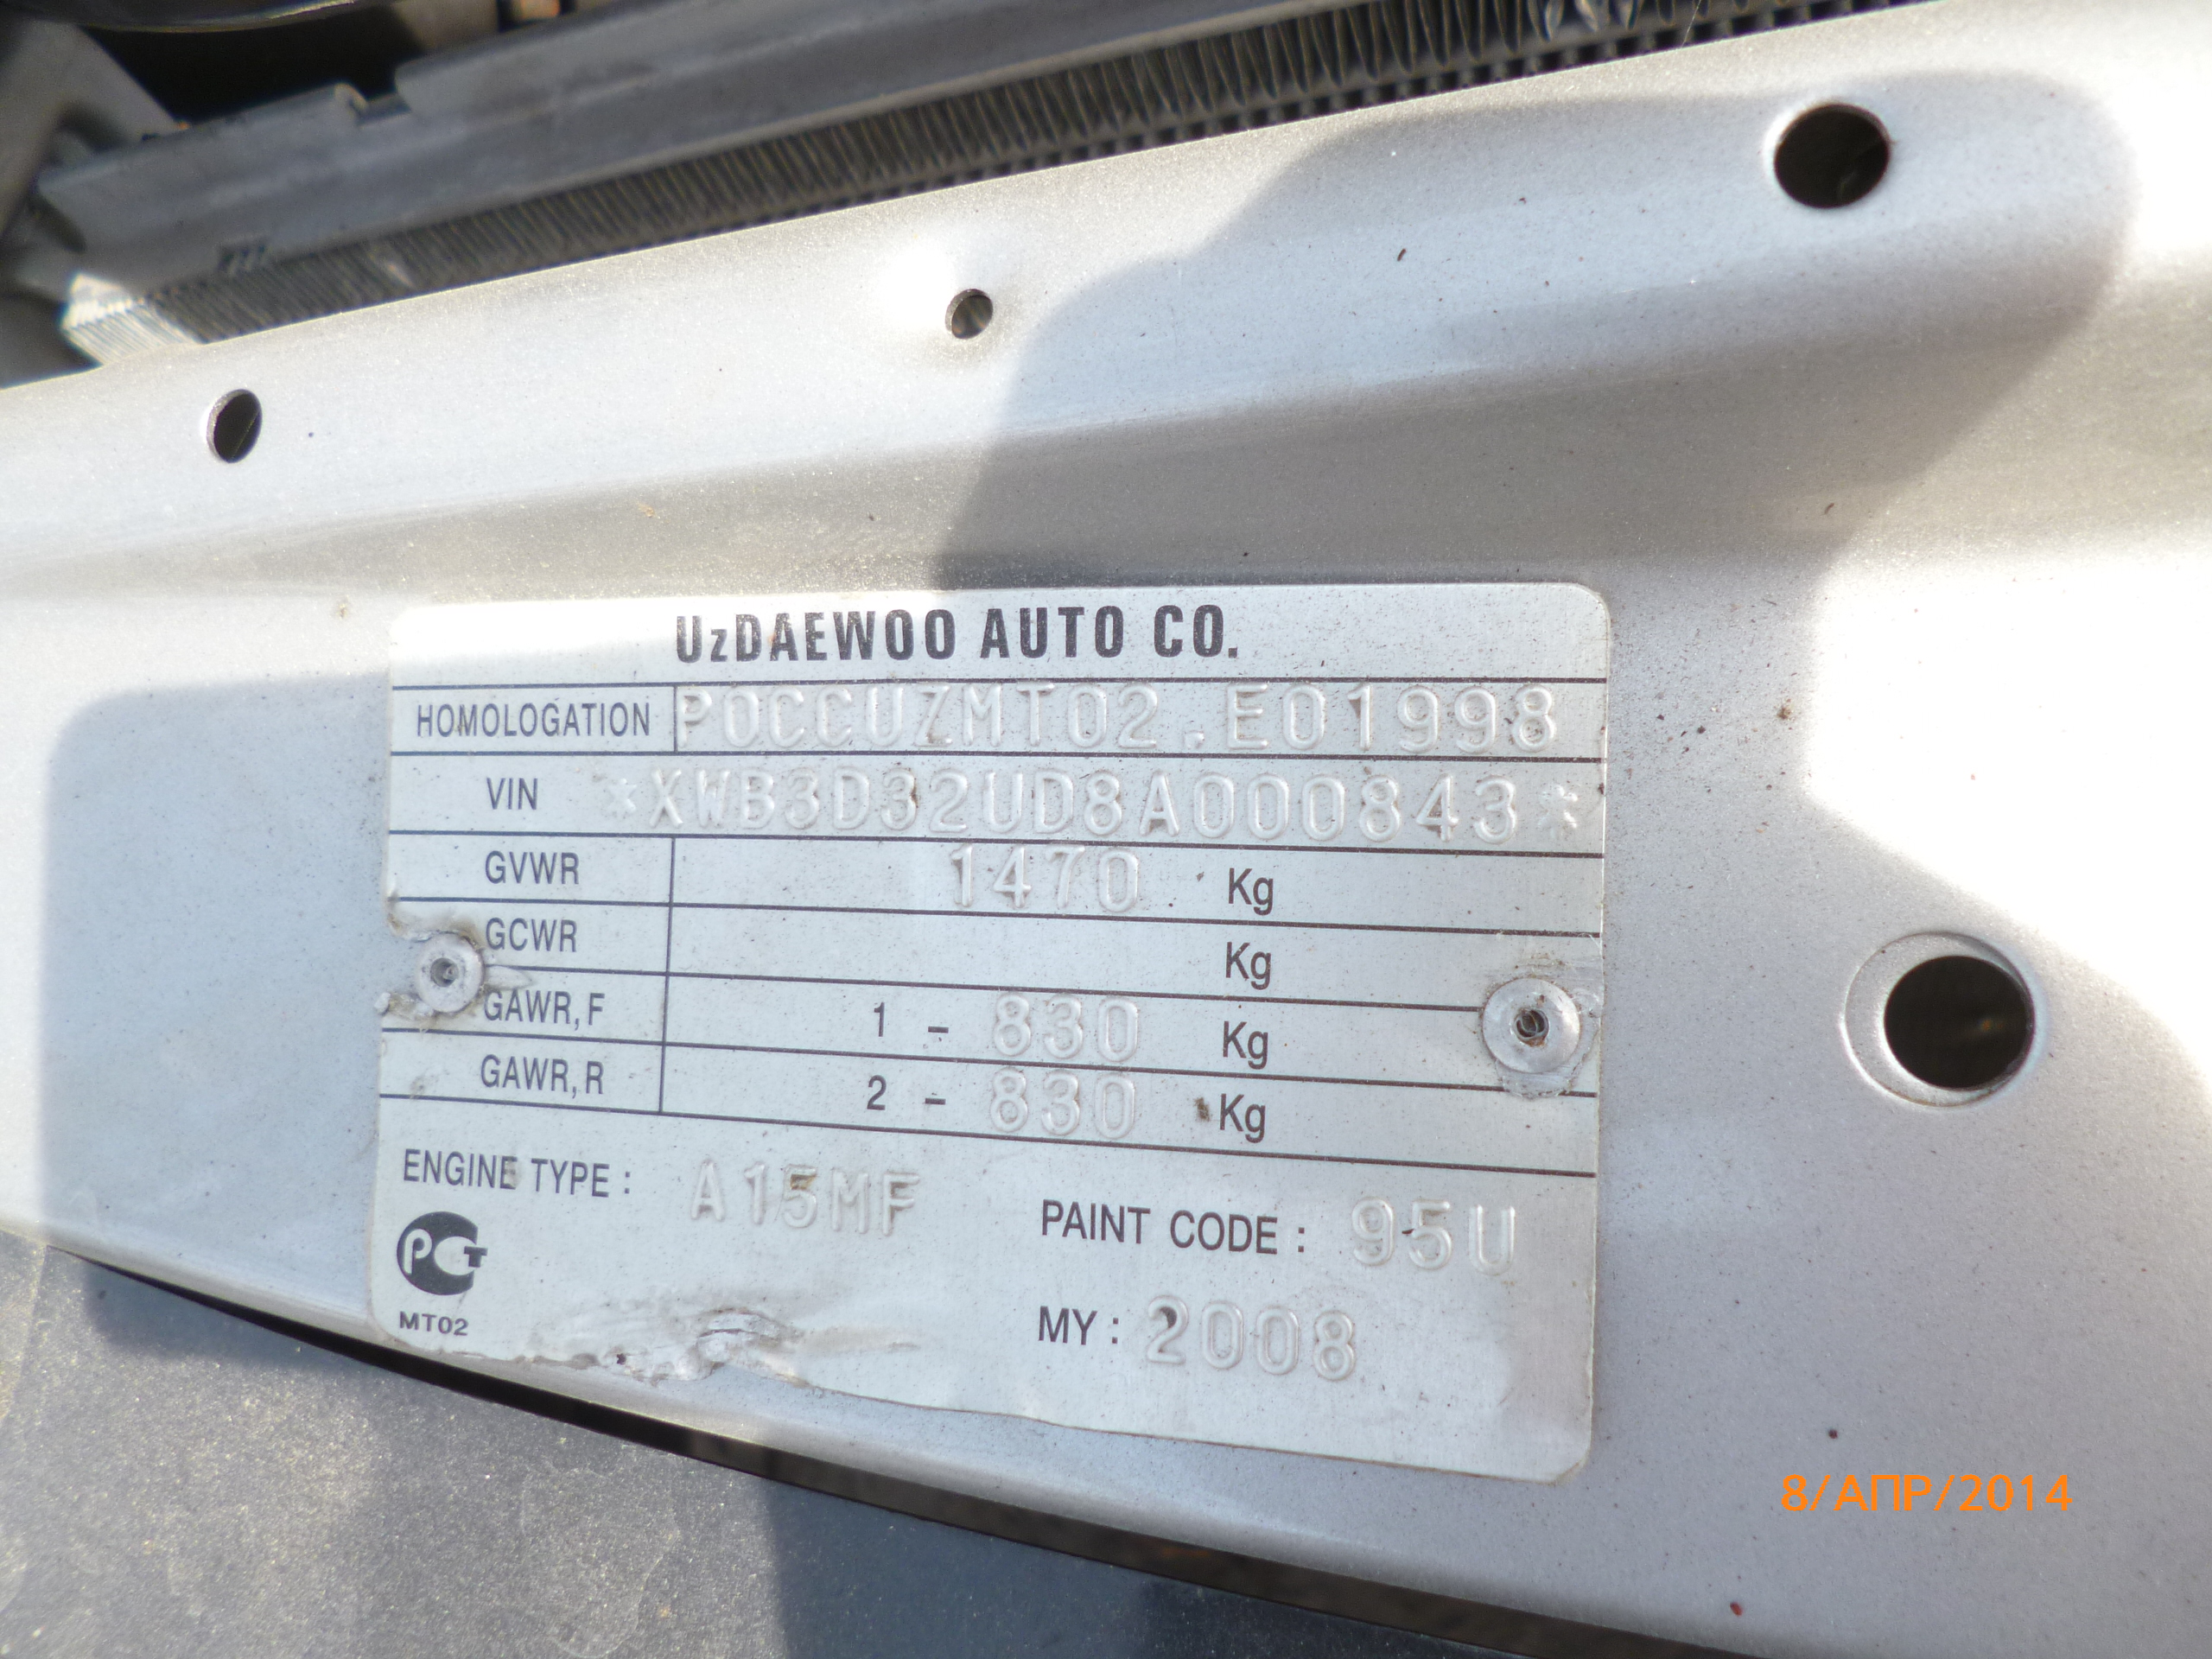 UzDAEWOO AUTO CO.
HOMOLOGATION POCCUZMT02.E01998
VIN *XWB3D32UD8A000843*
GVWR 1470 Kg
GCWR Kg
GAWR,F 1 - 830 Kg
GAWR,R 2 - 830 Kg
ENGINE TYPE : A15MF
PAINT CODE : 95U
РСТ
MT02
MY : 2008
8/АПР/2014